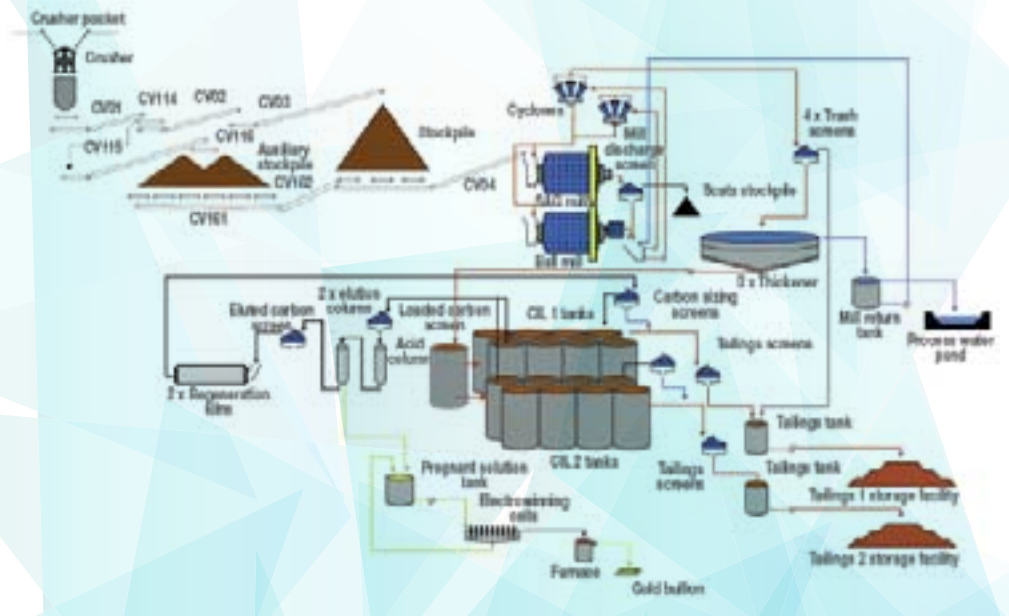 Crusher pocket
Crusher
CV01
CV114
CV02
CV03
CV115
CV116
Auxiliary
stockpile
CV102
CV161
Stockpile
CV04
Cyclones
Mill
discharge
screen
SAG mill
Ball mill
Scats stockpile
4 x Trash
screens
Thickener
Mill return
tank
Process water
pond
2 x elution
column
Eluted carbon
screen
Loaded carbon
screen
Acid
column
2 x Regeneration
kilns
CIL 1 tanks
Carbon sizing
screens
Tailings screens
CIL 2 tanks
Tailings
screens
Tailings tank
Tailings tank
Tailings 1 storage facility
Tailings 2 storage facility
Pregnant solution
tank
Electrowinning
cells
Furnace
Gold bullion